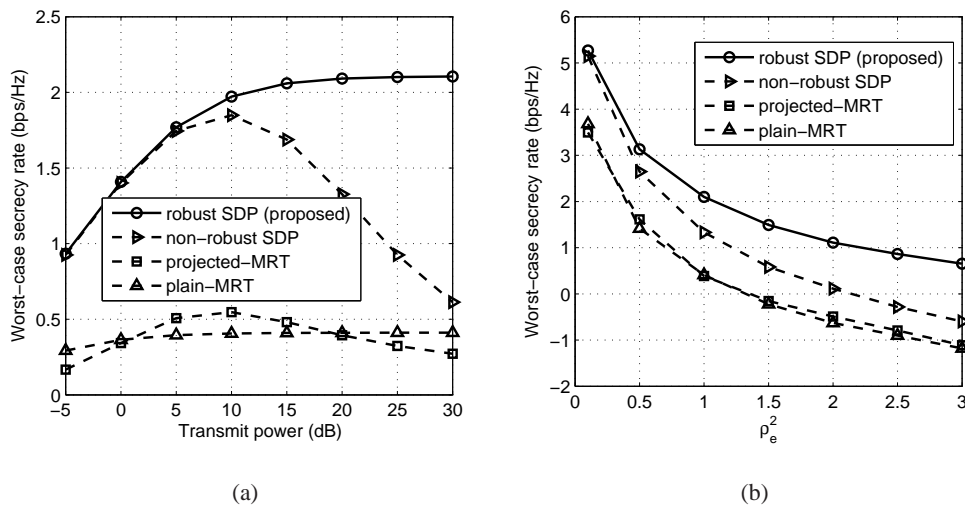 2.5
2
1.5
1
0.5
0
−5
0
5
10
15
20
25
30
Transmit power (dB)
Worst−case secrecy rate (bps/Hz)
robust SDP (proposed)
non−robust SDP
projected−MRT
plain−MRT
(a)
6
5
4
3
2
1
0
−1
−2
0
0.5
1
1.5
2
2.5
3
ρ_e^2
Worst−case secrecy rate (bps/Hz)
robust SDP (proposed)
non−robust SDP
projected−MRT
plain−MRT
(b)